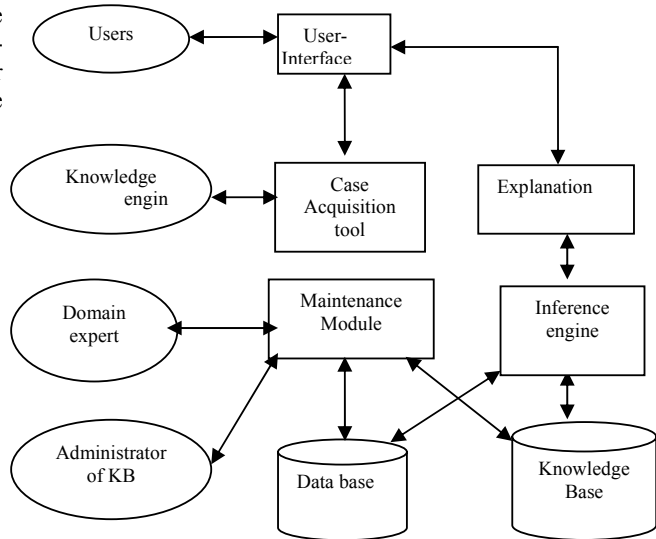 e
-
r
e
Users
User-
Interface
Knowledge
engin
Case
Acquisition
tool
Explanation
Domain
expert
Maintenance
Module
Inference
engine
Administrator
of KB
Data base
Knowledge
Base